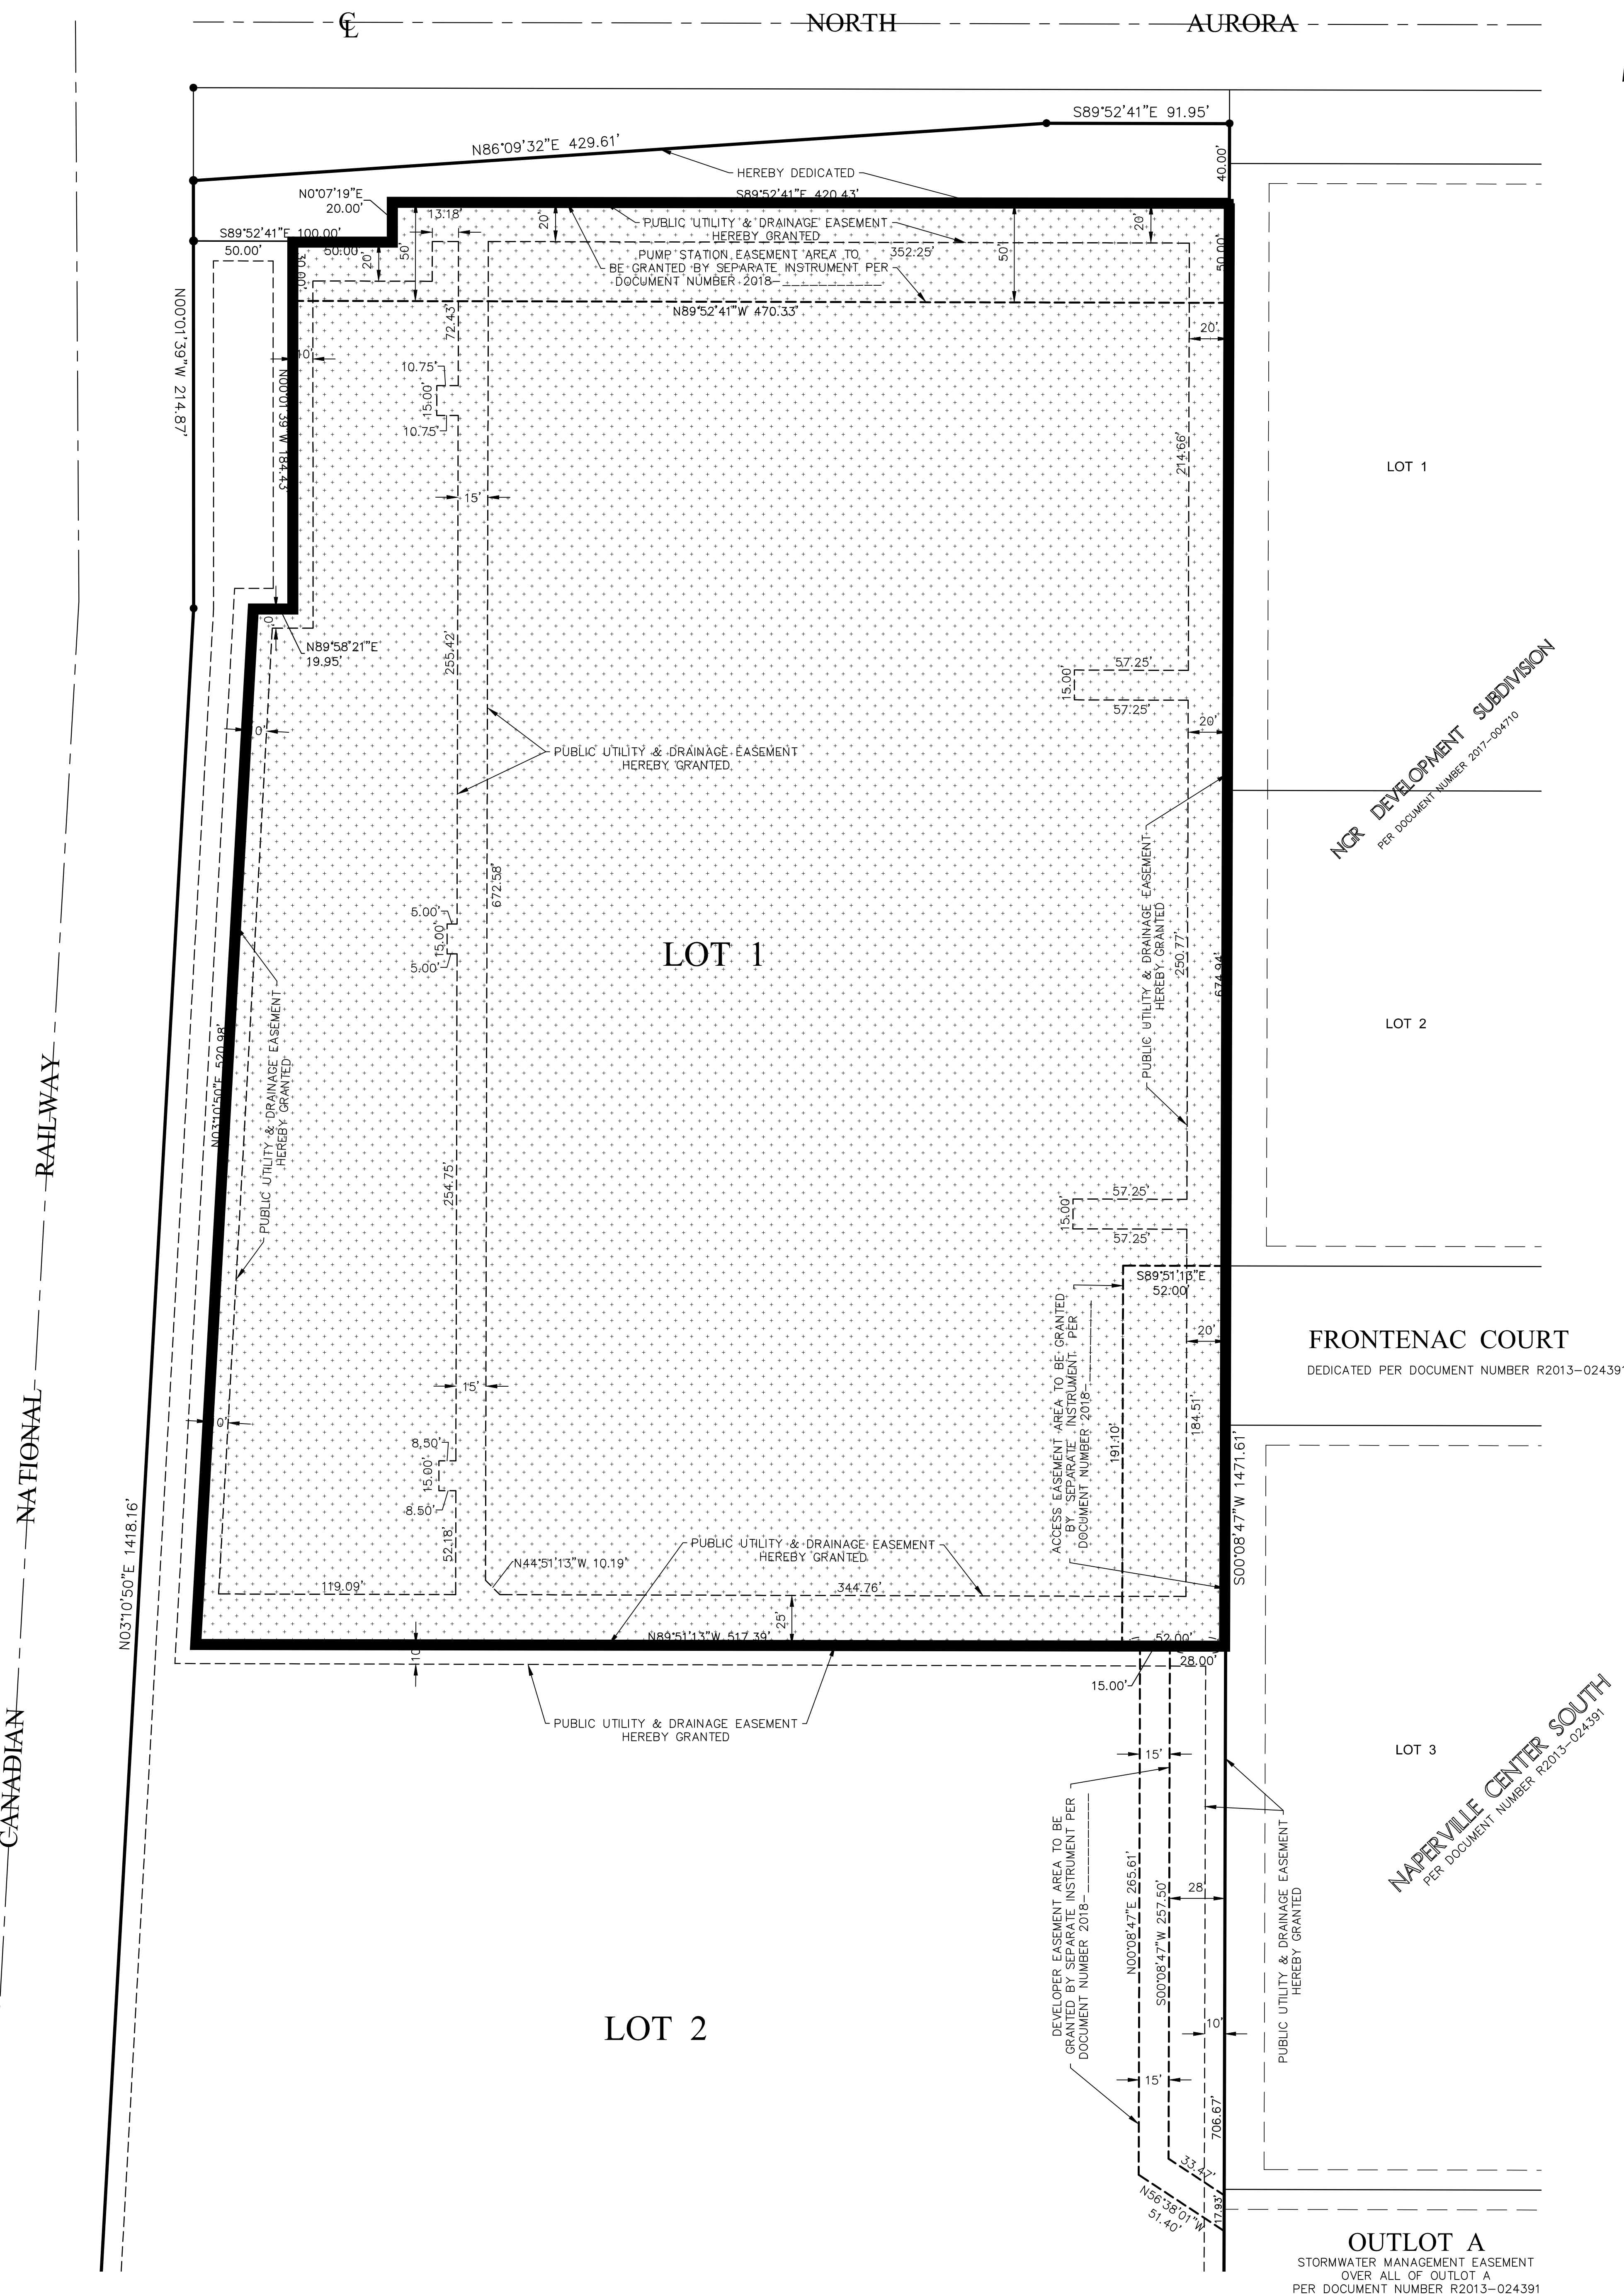 ℄ NORTH AURORA
S89°52'41"E 91.95'
N86°09'32"E 429.61'
40.00'
HEREBY DEDICATED
N0°07'19"E
20.00'
S89°52'41"E 420.43'
13.18'
20'
PUBLIC UTILITY & DRAINAGE EASEMENT
HEREBY GRANTED
20'
S89°52'41"E 100.00'
50.00'
50.00'
20'
50'
PUMP STATION EASEMENT AREA TO
BE GRANTED BY SEPARATE INSTRUMENT PER
DOCUMENT NUMBER 2018-____________
352.25'
50'
50.00'
N89°52'41"W 470.33'
N00°01'39"W 214.87'
72.43'
20'
N00°01'39"W 184.43'
10.75'
15.00'
10.75'
214.66'
LOT 1
15'
N89°58'21"E
19.95'
255.42'
57.25'
15.00'
57.25'
20'
NGR DEVELOPMENT SUBDIVISION
PER DOCUMENT NUMBER 2017-004710
PUBLIC UTILITY & DRAINAGE EASEMENT
HEREBY GRANTED
672.58'
5.00'
15.00'
5.00'
LOT 1
PUBLIC UTILITY & DRAINAGE EASEMENT
HEREBY GRANTED
250.77'
674.94'
LOT 2
N03°10'50"E 520.98'
PUBLIC UTILITY & DRAINAGE EASEMENT
HEREBY GRANTED
RAILWAY
254.75'
57.25'
15.00'
57.25'
S89°51'13"E
52.00'
ACCESS EASEMENT AREA TO BE GRANTED
BY SEPARATE INSTRUMENT PER
DOCUMENT NUMBER 2018-____________
20'
FRONTENAC COURT
DEDICATED PER DOCUMENT NUMBER R2013-024391
15'
191.10'
184.51'
NATIONAL
8.50'
15.00'
8.50'
S00°08'47"W 1471.61'
N03°10'50"E 1418.16'
52.18'
N44°51'13"W 10.19'
PUBLIC UTILITY & DRAINAGE EASEMENT
HEREBY GRANTED
119.09'
344.76'
25'
N89°51'13"W 517.39'
52.00'
10'
28.00'
15.00'
PUBLIC UTILITY & DRAINAGE EASEMENT
HEREBY GRANTED
CANADIAN
15'
LOT 3
NAPERVILLE CENTER SOUTH
PER DOCUMENT NUMBER R2013-024391
DEVELOPER EASEMENT AREA TO BE
GRANTED BY SEPARATE INSTRUMENT PER
DOCUMENT NUMBER 2018-____________
N00°08'47"E 265.61'
S00°08'47"W 257.50'
28'
PUBLIC UTILITY & DRAINAGE EASEMENT
HEREBY GRANTED
LOT 2
10'
15'
706.67'
33.47'
N56°38'01"W
51.40'
17.93'
OUTLOT A
STORMWATER MANAGEMENT EASEMENT
OVER ALL OF OUTLOT A
PER DOCUMENT NUMBER R2013-024391